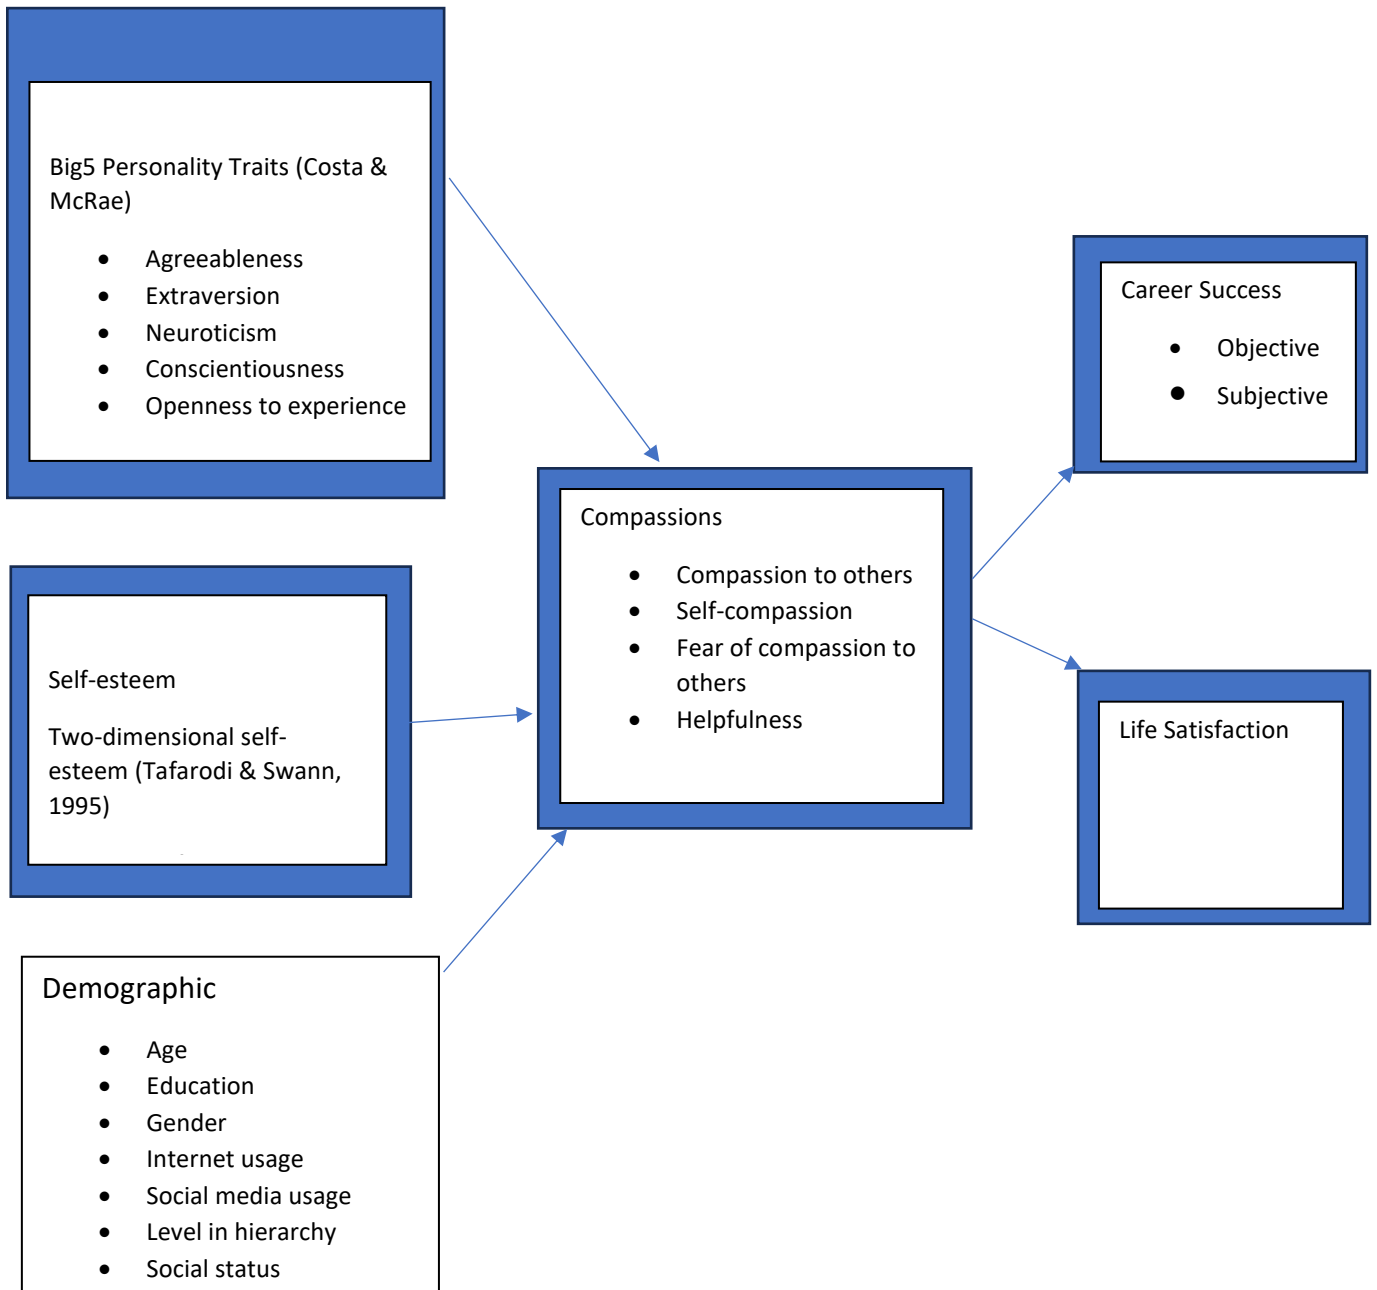 Big5 Personality Traits (Costa &
McRae)
• Agreeableness
• Extraversion
• Neuroticism
• Conscientiousness
• Openness to experience
Self-esteem
Two-dimensional self-
esteem (Tafarodi & Swann,
1995)
Demographic
• Age
• Education
• Gender
• Internet usage
• Social media usage
• Level in hierarchy
• Social status
Compassions
• Compassion to others
• Self-compassion
• Fear of compassion to
others
• Helpfulness
Career Success
• Objective
• Subjective
Life Satisfaction